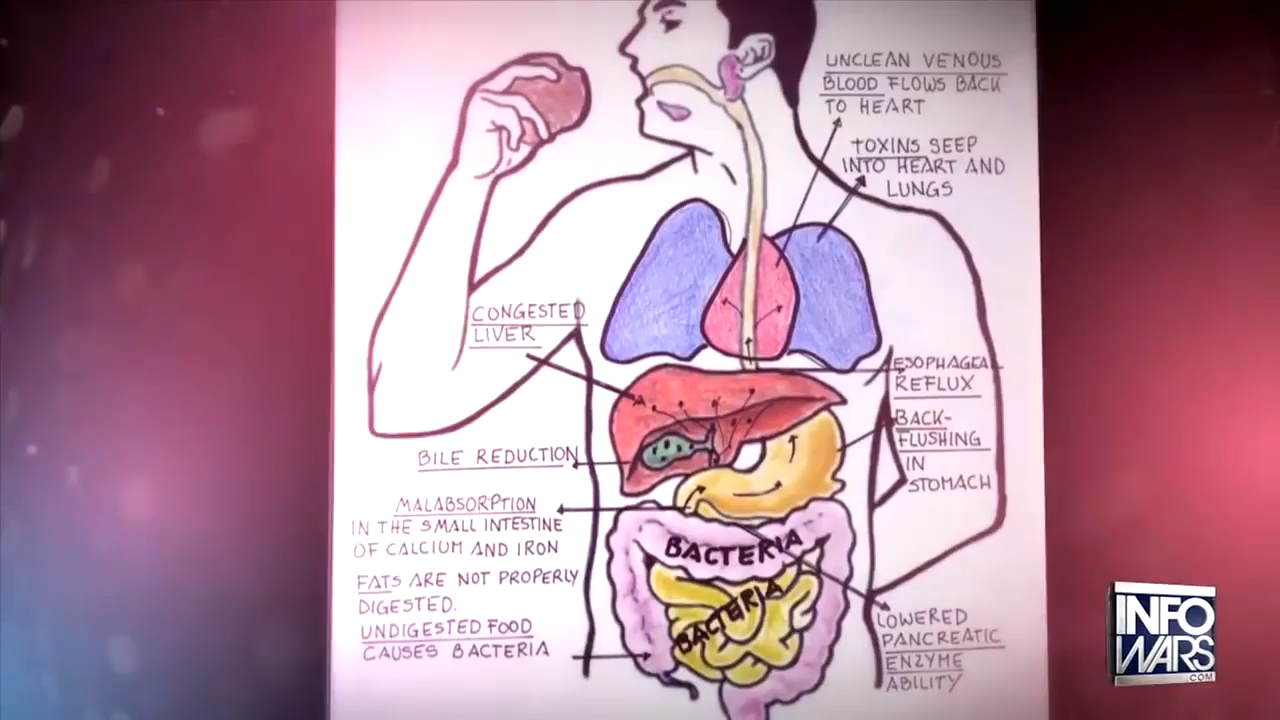 UNCLEAN VENOUS
BLOOD FLOWS BACK
TO HEART
TOXINS SEEP
INTO HEART AND
LUNGS
CONGESTED
LIVER
ESOPHAGEAL
REFLUX
BACK-
FLUSHING
IN
STOMACH
BILE REDUCTION
MALABSORPTION
IN THE SMALL INTESTINE
OF CALCIUM AND IRON
FATS ARE NOT PROPERLY
DIGESTED.
UNDIGESTED FOOD
CAUSES BACTERIA
BACTERIA
BACTERIA
LOWERED
PANCREATIC
ENZYME
ABILITY
INFO
WARS
.COM